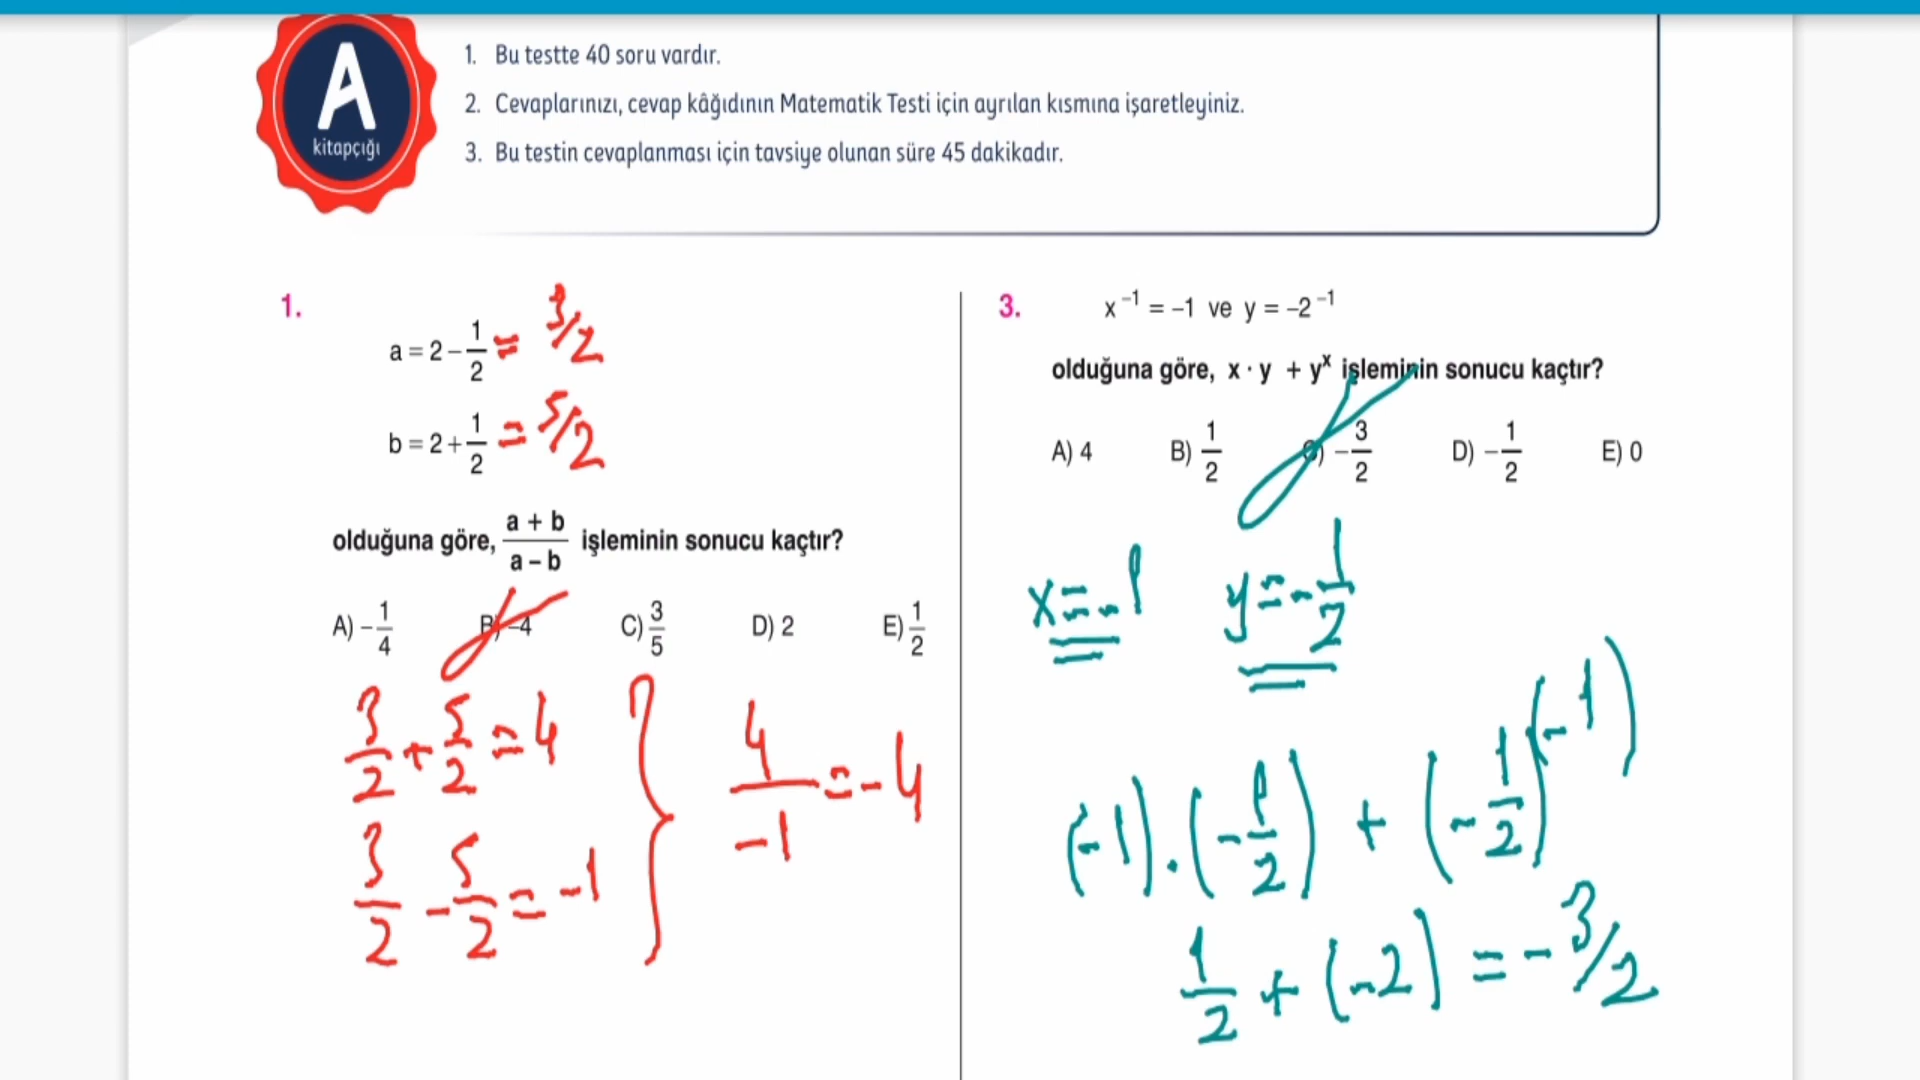 A
kitapçığı
1. Bu testte 40 soru vardır.
2. Cevaplarınızı, cevap kâğıdının Matematik Testi için ayrılan kısmına işaretleyiniz.
3. Bu testin cevaplanması için tavsiye olunan süre 45 dakikadır.
1.
a = 2 - 1/2 = 3/2
b = 2 + 1/2 = 5/2
olduğuna göre, (a + b)/(a – b) işleminin sonucu kaçtır?
A) -1/4 B) -4 C) 3/5 D) 2 E) 1/2
3/2 + 5/2 = 4
3/2 - 5/2 = -1
4/-1 = -4
3. x⁻¹ = –1 ve y = –2⁻¹
olduğuna göre, x · y + yˣ işleminin sonucu kaçtır?
A) 4 B) 1/2 C) -3/2 D) -1/2 E) 0
x = -1 y = -1/2
(-1) . (-1/2) + (-1/2)^(-1)
1/2 + (-2) = -3/2